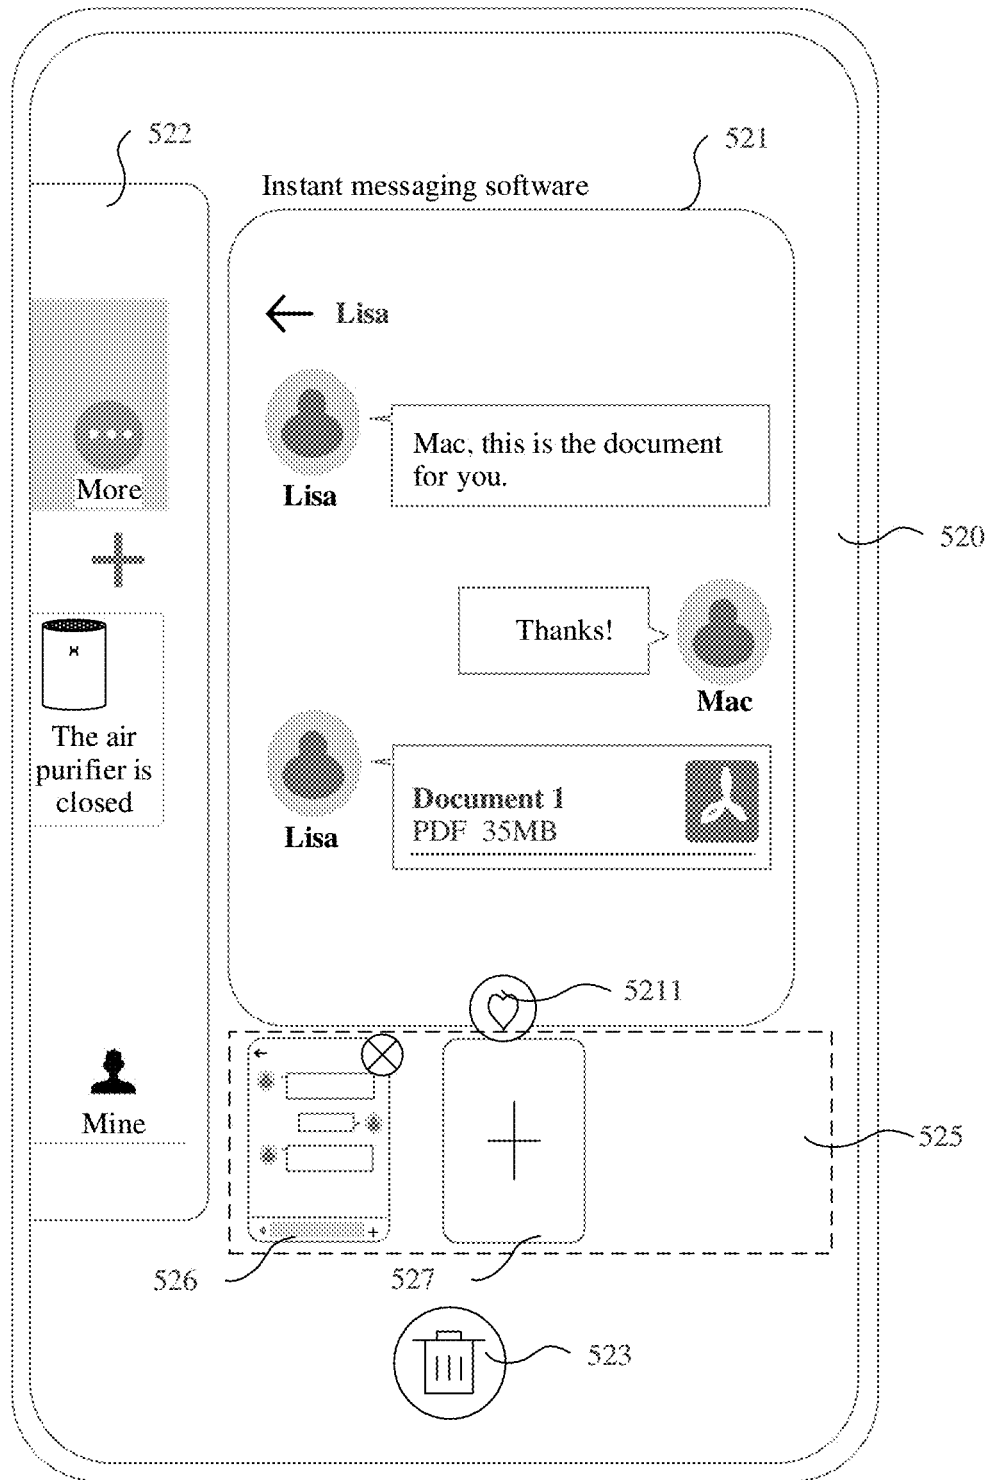 522
521
Instant messaging software
Lisa
Mac, this is the document
for you.
Lisa
More
520
Thanks!
Mac
The air
purifier is
closed
Document 1
PDF 35MB
Lisa
5211
Mine
525
526
527
523